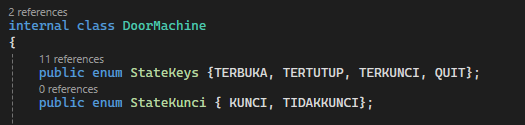 2 references
internal class DoorMachine
{
11 references
public enum StateKeys {TERBUKA, TERTUTUP, TERKUNCI, QUIT};
0 references
public enum StateKunci { KUNCI, TIDAKKUNCI};